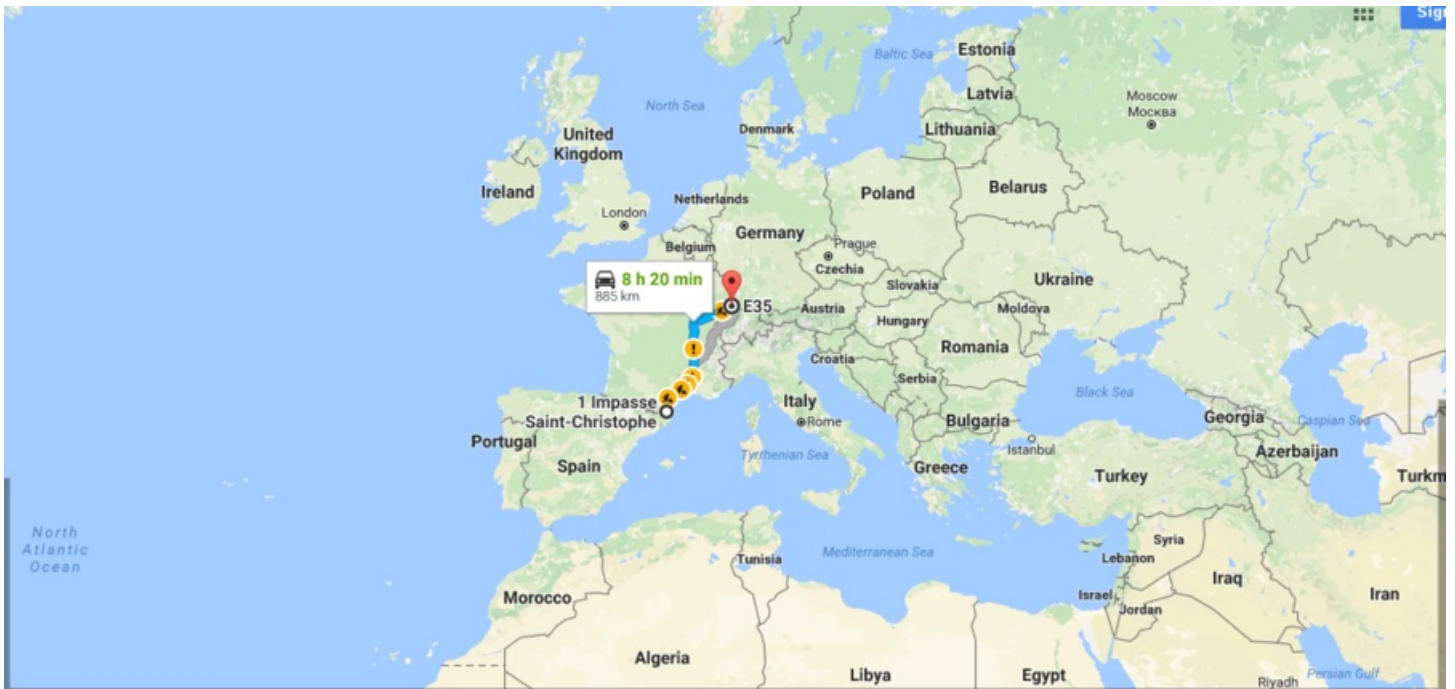 Sign
Baltic Sea
Estonia
Latvia
Moscow
Москва
North Sea
Denmark
Lithuania
United
Kingdom
Ireland
Belarus
Poland
Netherlands
London
Germany
Belgium
Prague
Czechia
8 h 20 min
885 km
Ukraine
Slovakia
E35
Austria
Moldova
Hungary
Romania
Croatia
Serbia
Black Sea
1 Impasse
Saint-Christophe
Italy
Rome
Bulgaria
Georgia
Caspian Sea
Portugal
Istanbul
Azerbaijan
Spain
Tyrrhenian Sea
Greece
Turkey
Turkm
North
Atlantic
Ocean
Syria
Mediterranean Sea
Tunisia
Lebanon
Iraq
Iran
Morocco
Israel
Jordan
Algeria
Libya
Egypt
Riyadh
Persian Gulf